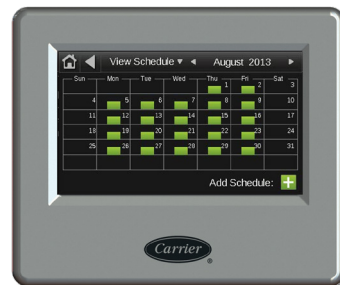 View Schedule ▼ ◀ August 2013 ▶
Sun Mon Tue Wed Thu Fri Sat
1 2 3
4 5 6 7 8 9 10
11 12 13 14 15 16 17
18 19 20 21 22 23 24
25 26 27 28 29 30 31
Add Schedule: +
Carrier